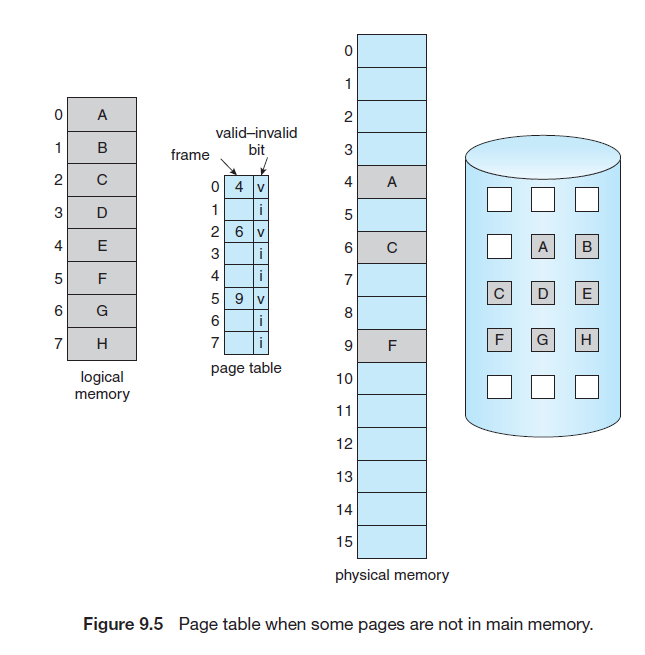 0 A
1 B
2 C
3 D
4 E
5 F
6 G
7 H
logical
memory
valid–invalid
bit
frame
0 4 v
1 i
2 6 v
3 i
4 i
5 9 v
6 i
7 i
page table
0
1
2
3
4 A
5
6 C
7
8
9 F
10
11
12
13
14
15
physical memory
A B
C D E
F G H
Figure 9.5 Page table when some pages are not in main memory.